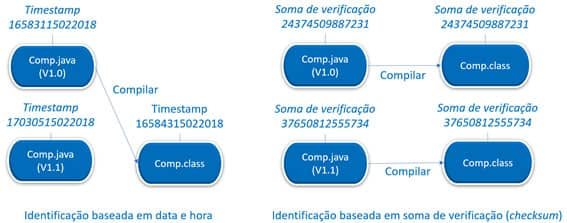 Timestamp
16583115022018
Comp.java
(V1.0)
Compilar
Timestamp
17030515022018
Comp.java
(V1.1)
Timestamp
16584315022018
Comp.class
Identificação baseada em data e hora
Soma de verificação
24374509887231
Comp.java
(V1.0)
Compilar
Soma de verificação
24374509887231
Comp.class
Soma de verificação
37650812555734
Comp.java
(V1.1)
Compilar
Soma de verificação
37650812555734
Comp.class
Identificação baseada em soma de verificação (checksum)